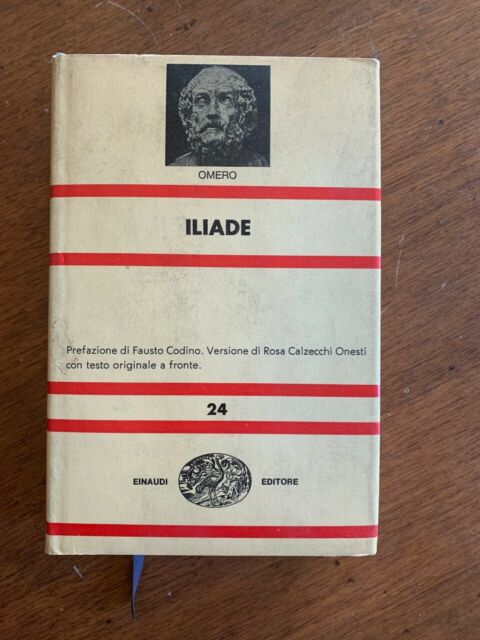 OMERO
ILIADE
Prefazione di Fausto Codino. Versione di Rosa Calzecchi Onesti
con testo originale a fronte.
24
EINAUDI EDITORE